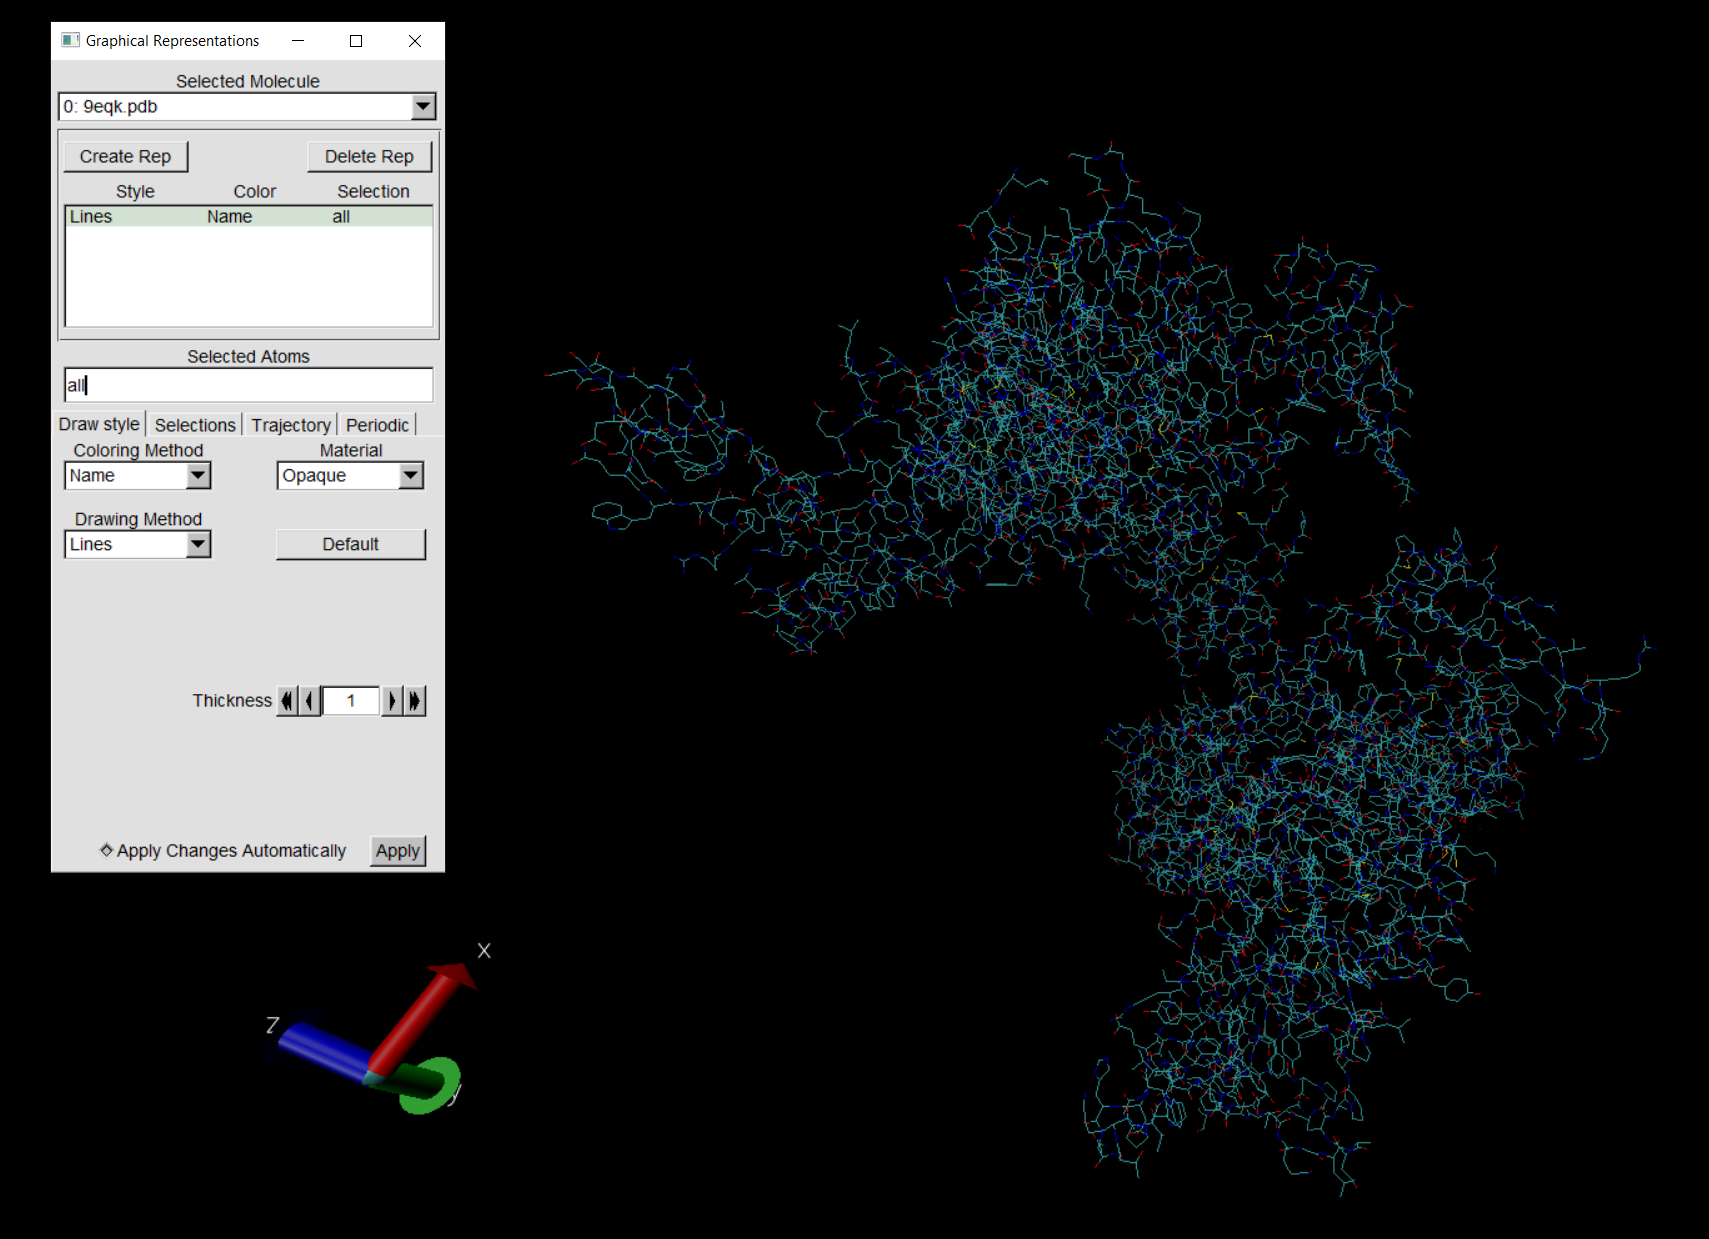 Graphical Representations
Selected Molecule
0: 9eqk.pdb
Create Rep Delete Rep
Style Color Selection
Lines Name all
Selected Atoms
all
Draw style Selections Trajectory Periodic
Coloring Method Material
Name Opaque
Drawing Method
Lines Default
Thickness 1
Apply Changes Automatically Apply
X
Z
y